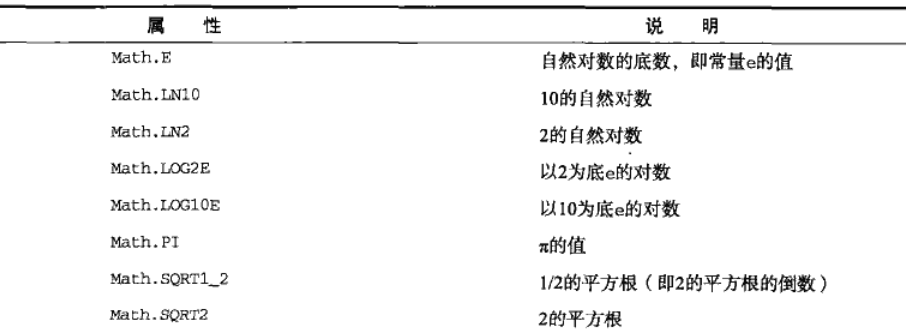 属 性 说 明
Math.E 自然对数的底数，即常量e的值
Math.LN10 10的自然对数
Math.LN2 2的自然对数
Math.LOG2E 以2为底e的对数
Math.LOG10E 以10为底e的对数
Math.PI π的值
Math.SQRT1_2 1/2的平方根（即2的平方根的倒数）
Math.SQRT2 2的平方根